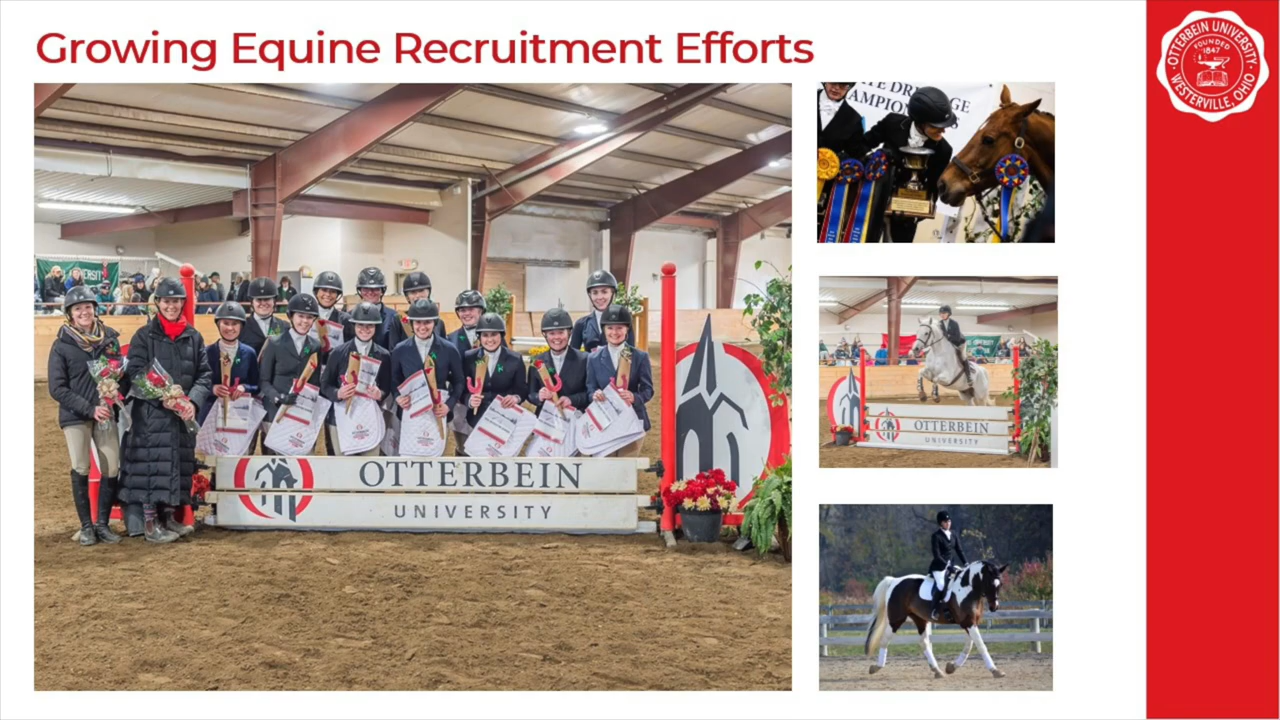 Growing Equine Recruitment Efforts
OTTERBEIN UNIVERSITY
FOUNDED
1847
WESTERVILLE, OHIO
OTTERBEIN
UNIVERSITY
OTTERBEIN
UNIVERSITY